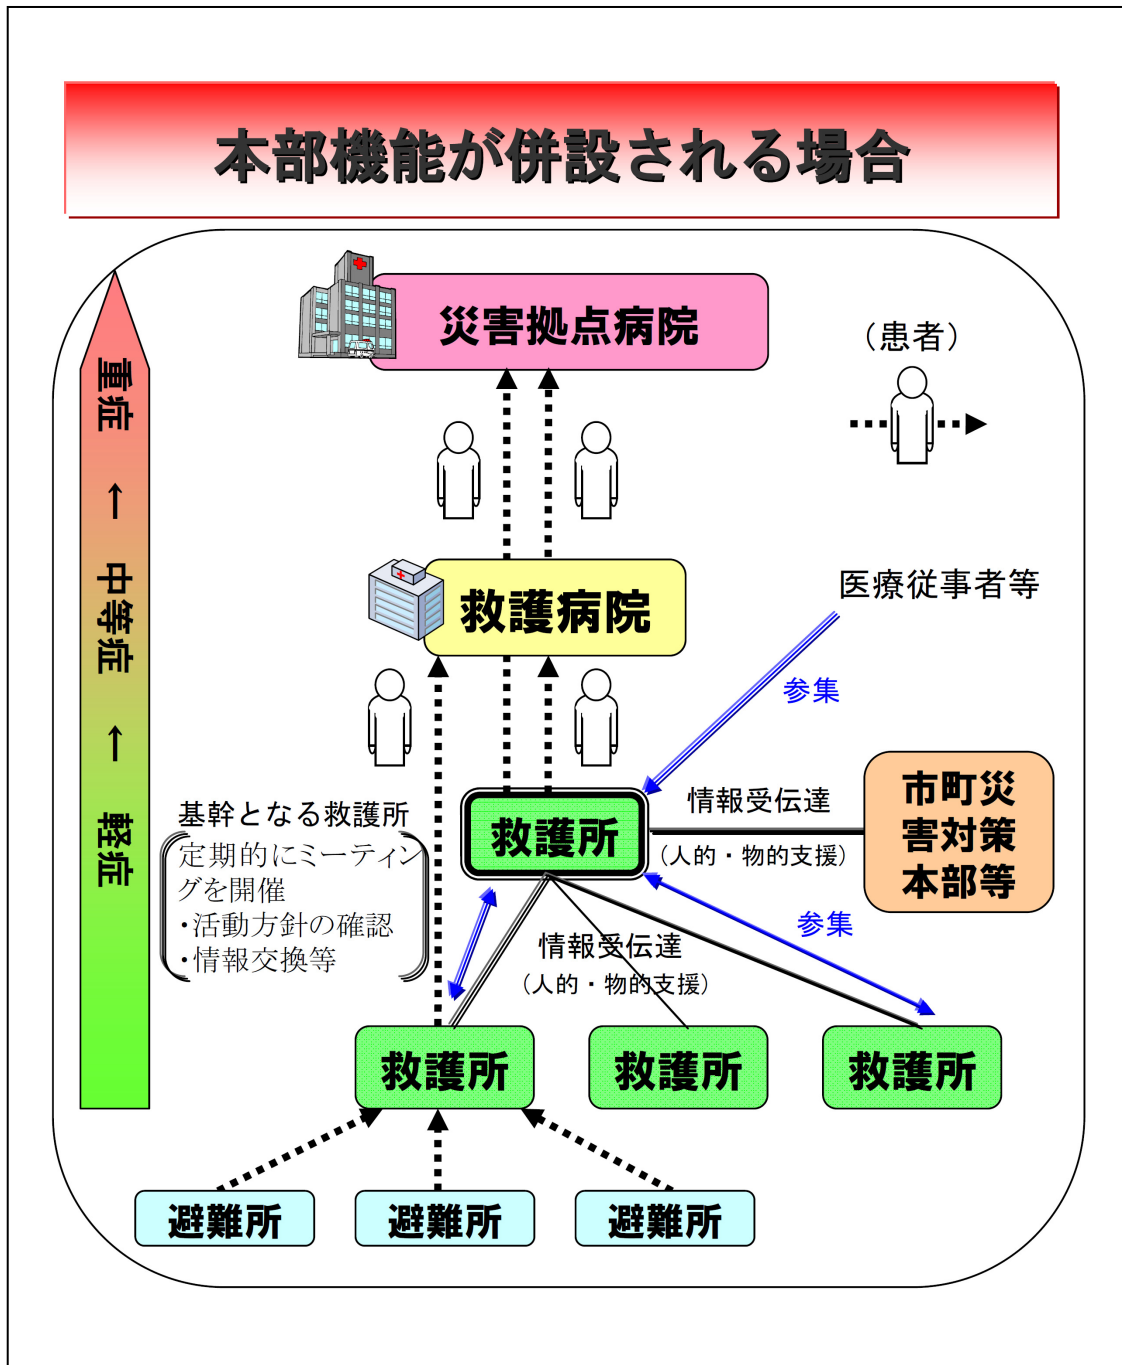 本部機能が併設される場合
災害拠点病院
(患者)
重症
←
中等症
←
軽症
救護病院
医療従事者等
参集
基幹となる救護所
定期的にミーティン
グを開催
・活動方針の確認
・情報交換等
救護所
情報受伝達
(人的・物的支援)
市町災
害対策
本部等
参集
情報受伝達
(人的・物的支援)
救護所
救護所
救護所
避難所
避難所
避難所